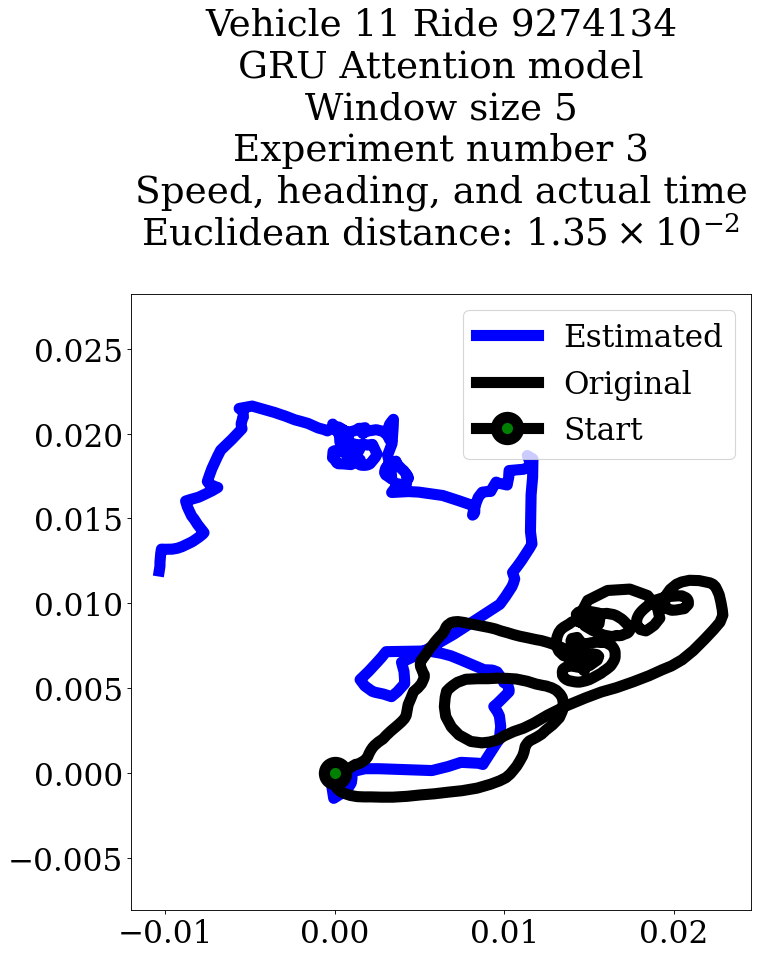 Vehicle 11 Ride 9274134
GRU Attention model
Window size 5
Experiment number 3
Speed, heading, and actual time
Euclidean distance: 1.35 × 10⁻²
Estimated
Original
Start
0.025
0.020
0.015
0.010
0.005
0.000
−0.005
−0.01 0.00 0.01 0.02